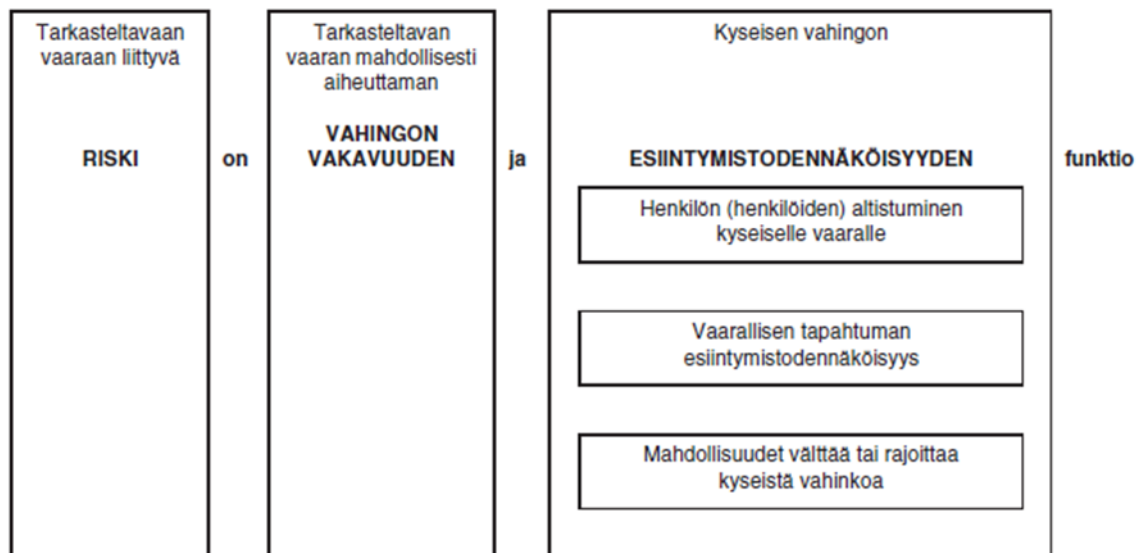 Tarkasteltavaan
vaaraan liittyvä
RISKI
on
Tarkasteltavan
vaaran mahdollisesti
aiheuttaman
VAHINGON
VAKAVUUDEN
ja
Kyseisen vahingon
ESIINTYMISTODENNÄKÖISYYDEN
Henkilön (henkilöiden) altistuminen
kyseiselle vaaralle
Vaarallisen tapahtuman
esiintymistodennäköisyys
Mahdollisuudet välttää tai rajoittaa
kyseistä vahinkoa
funktio